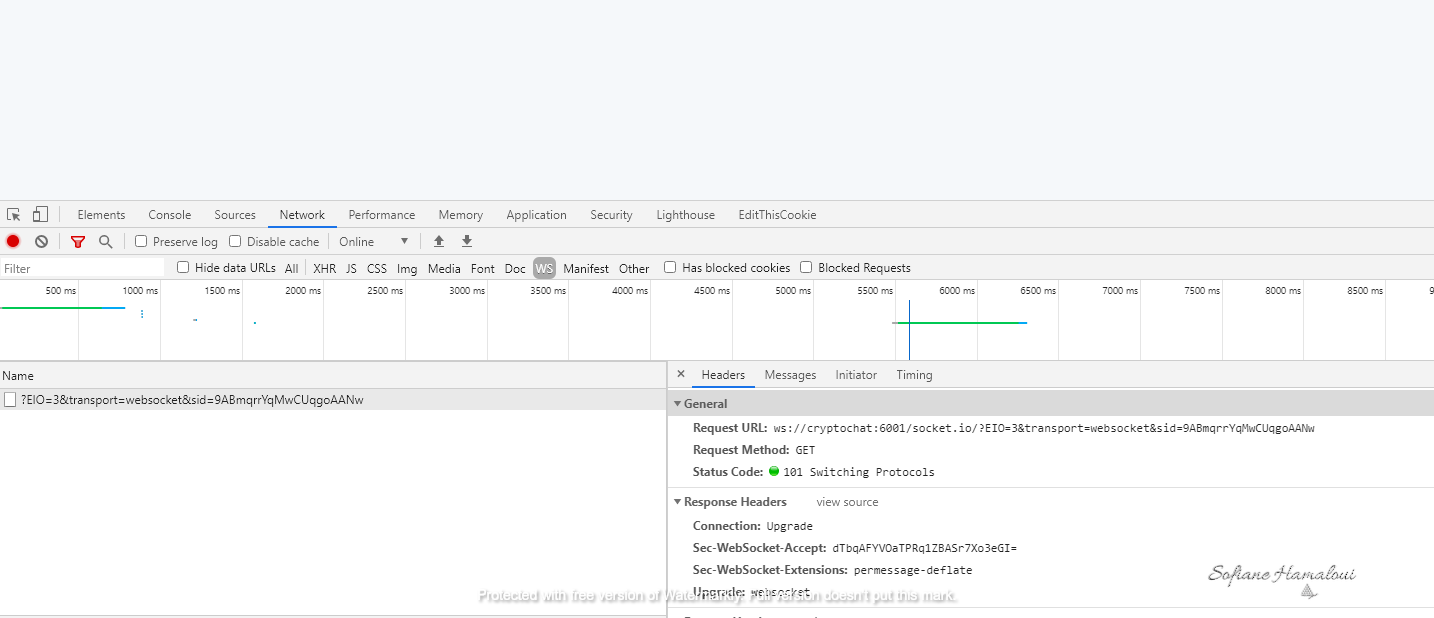 Elements Console Sources Network Performance Memory Application Security Lighthouse EditThisCookie
Preserve log Disable cache Online ▼
Filter Hide data URLs All XHR JS CSS Img Media Font Doc WS Manifest Other Has blocked cookies Blocked Requests
500 ms 1000 ms 1500 ms 2000 ms 2500 ms 3000 ms 3500 ms 4000 ms 4500 ms 5000 ms 5500 ms 6000 ms 6500 ms 7000 ms 7500 ms 8000 ms 8500 ms 9
Name
?EIO=3&transport=websocket&sid=9ABmqrrYqMwCUqgoAANw
× Headers Messages Initiator Timing
General
Request URL: ws://cryptochat:6001/socket.io/?EIO=3&transport=websocket&sid=9ABmqrrYqMwCUqgoAANw
Request Method: GET
Status Code: 101 Switching Protocols
Response Headers view source
Connection: Upgrade
Sec-WebSocket-Accept: dTbqAFYVOaTPRq1ZBASr7Xo3eGI=
Sec-WebSocket-Extensions: permessage-deflate
Upgrade: websocket
Sofiane Hamaloui
Protected with free version of Watermarkly. Full version doesn't put this mark.